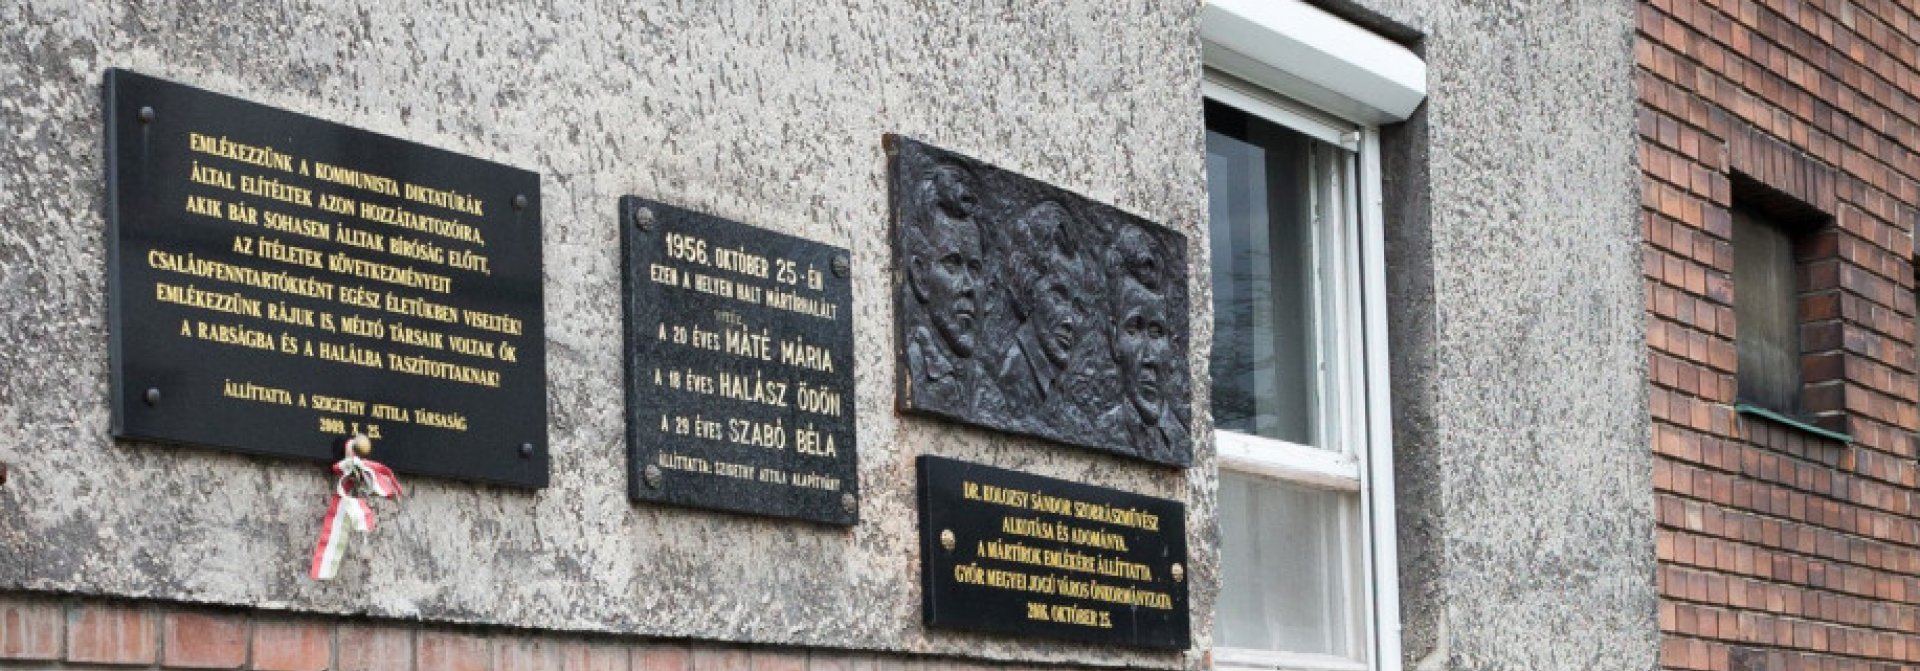 EMLÉKEZZÜNK A KOMMUNISTA DIKTATÚRÁK
ÁLTAL ELÍTÉLTEK AZON HOZZÁTARTOZÓIRA,
AKIK BÁR SOHASEM ÁLLTAK BÍRÓSÁG ELŐTT,
AZ ÍTÉLETEK KÖVETKEZMÉNYEIT
CSALÁDFENNTARTÓKKÉNT EGÉSZ ÉLETÜKBEN VISELTÉK!
EMLÉKEZZÜNK RÁJUK IS, MÉLTÓ TÁRSAIK VOLTAK ŐK
A RABSÁGBA ÉS A HALÁLBA TASZÍTOTTAKNAK!
ÁLLÍTTATTA A SZIGETHY ATTILA TÁRSASÁG
2009. X. 25.
1956. OKTÓBER 25-ÉN
EZEN A HELYEN HALT MÁRTÍRHALÁLT
A 20 ÉVES MÁTÉ MÁRIA
A 18 ÉVES HALÁSZ ÖDÖN
A 29 ÉVES SZABÓ BÉLA
ÁLLÍTTATTA: SZIGETHY ATTILA ALAPÍTVÁNY
DR. KOLOZSY SÁNDOR SZOBRÁSZMŰVÉSZ
ALKOTÁSA ÉS ADOMÁNYA.
A MÁRTÍROK EMLÉKÉRE ÁLLÍTTATTA
GYŐR MEGYEI JOGÚ VÁROS ÖNKORMÁNYZATA
2006. OKTÓBER 25.